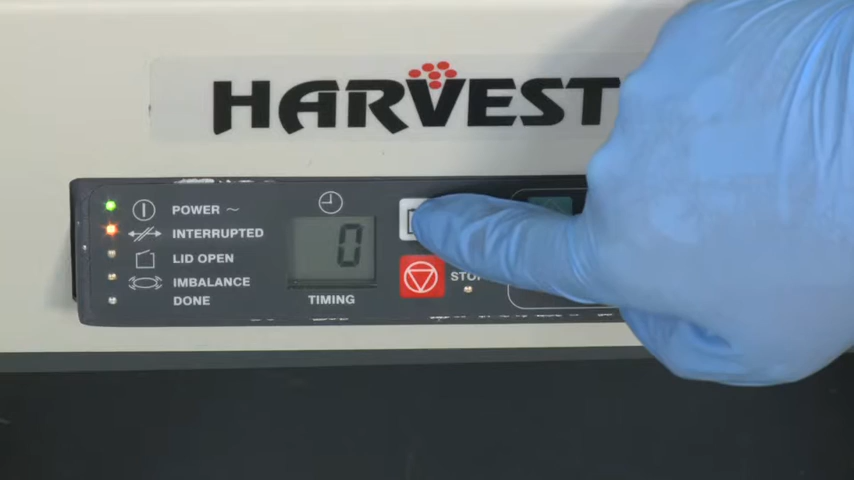 HARVEST
POWER ~
INTERRUPTED
LID OPEN
IMBALANCE
DONE
0
TIMING